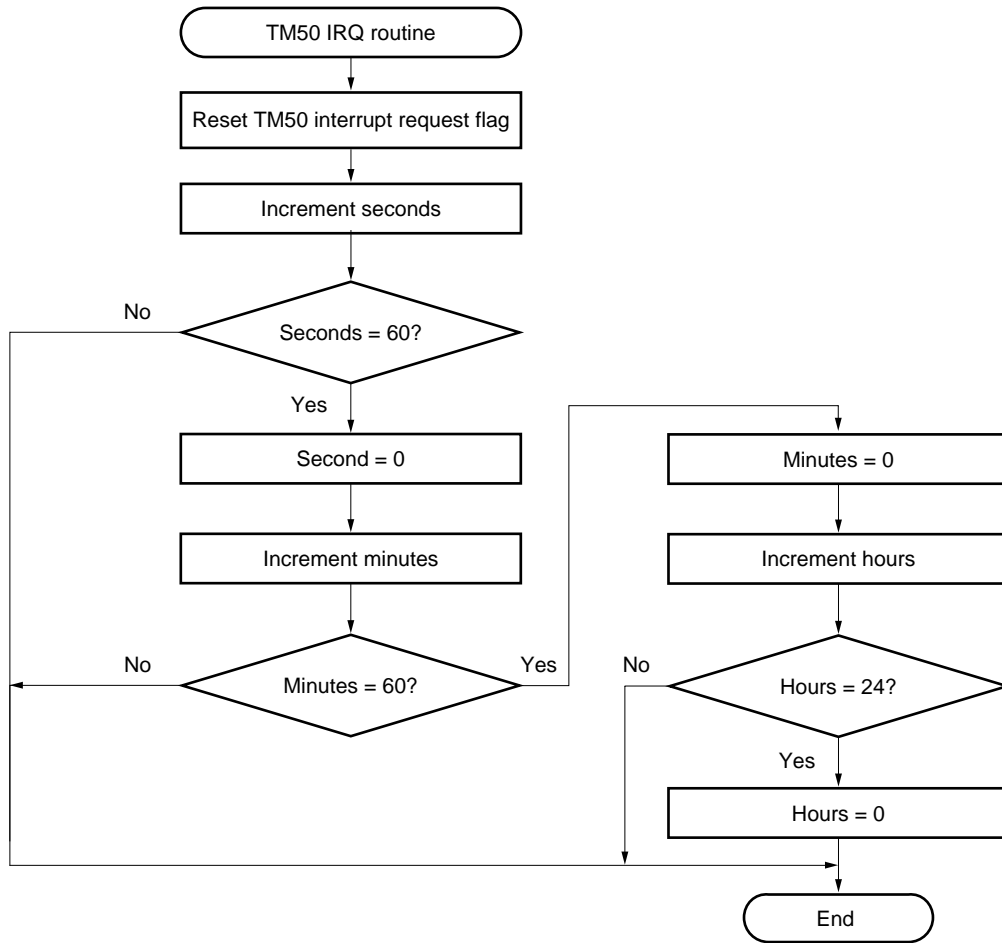 TM50 IRQ routine
Reset TM50 interrupt request flag
Increment seconds
No
Seconds = 60?
Yes
Second = 0
Increment minutes
No
Minutes = 60?
Yes
Minutes = 0
Increment hours
No
Hours = 24?
Yes
Hours = 0
End